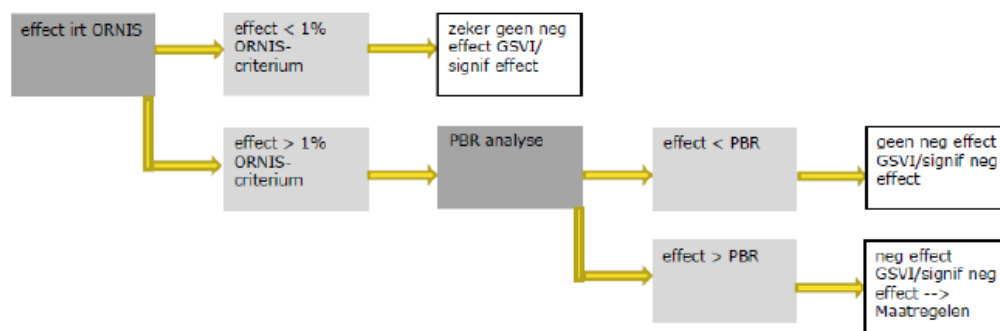 effect irt ORNIS
effect < 1%
ORNIS-
criterium
zeker geen neg
effect GSVI/
signif effect
effect > 1%
ORNIS-
criterium
PBR analyse
effect < PBR
geen neg effect
GSVI/signif neg
effect
effect > PBR
neg effect
GSVI/signif neg
effect -->
Maatregelen